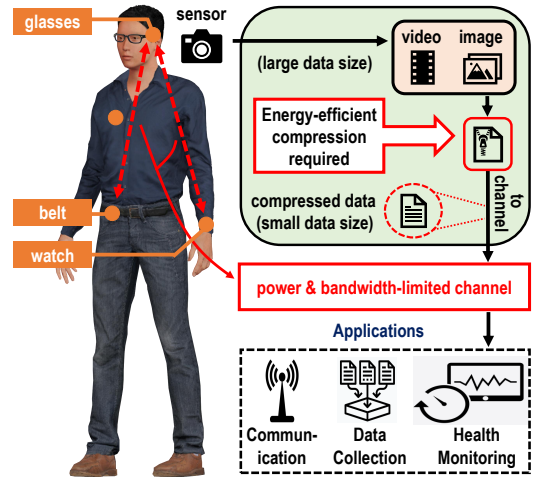 glasses
sensor
video
image
(large data size)
Energy-efficient
compression
required
compressed data
(small data size)
to
channel
belt
watch
power & bandwidth-limited channel
Applications
Commun-
ication
Data
Collection
Health
Monitoring